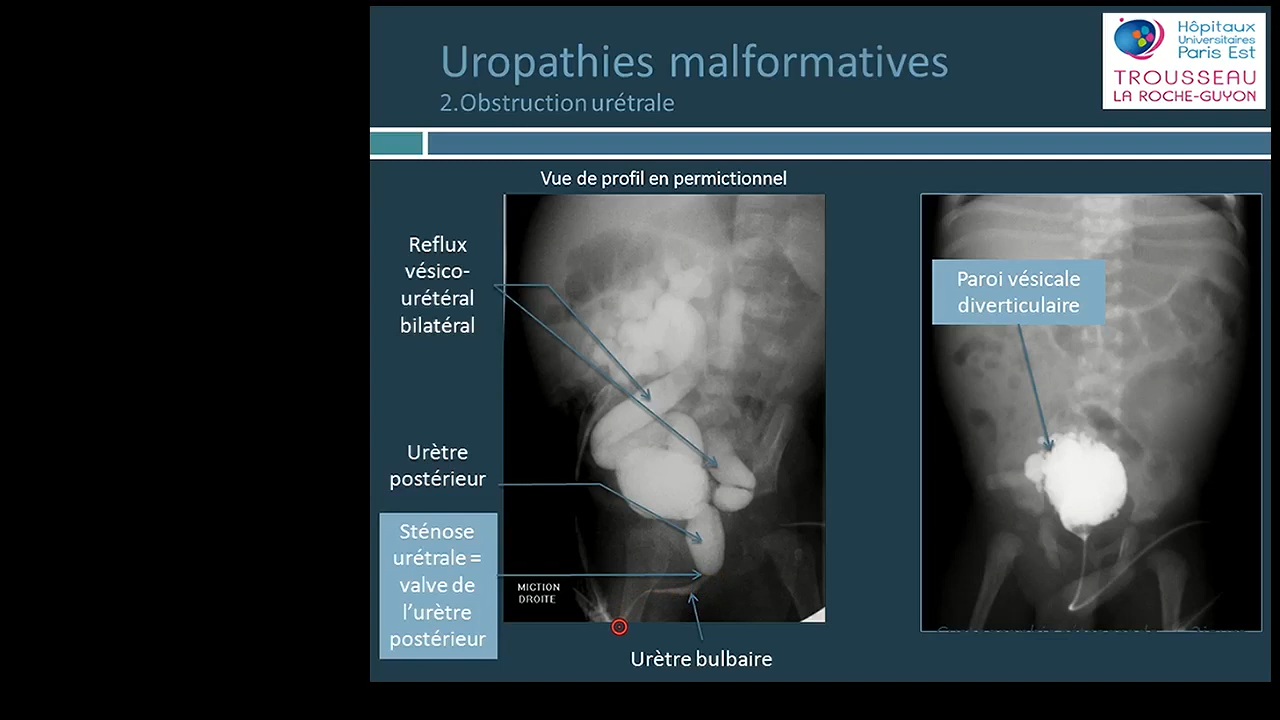 Uropathies malformatives
2.Obstruction urétrale
Hôpitaux
Universitaires
Paris Est
TROUSSEAU
LA ROCHE-GUYON
Vue de profil en permictionnel
Reflux
vésico-
urétéral
bilatéral
Urètre
postérieur
Sténose
urétrale =
valve de
l'urètre
postérieur
MICTION
DROITE
Urètre bulbaire
Paroi vésicale
diverticulaire